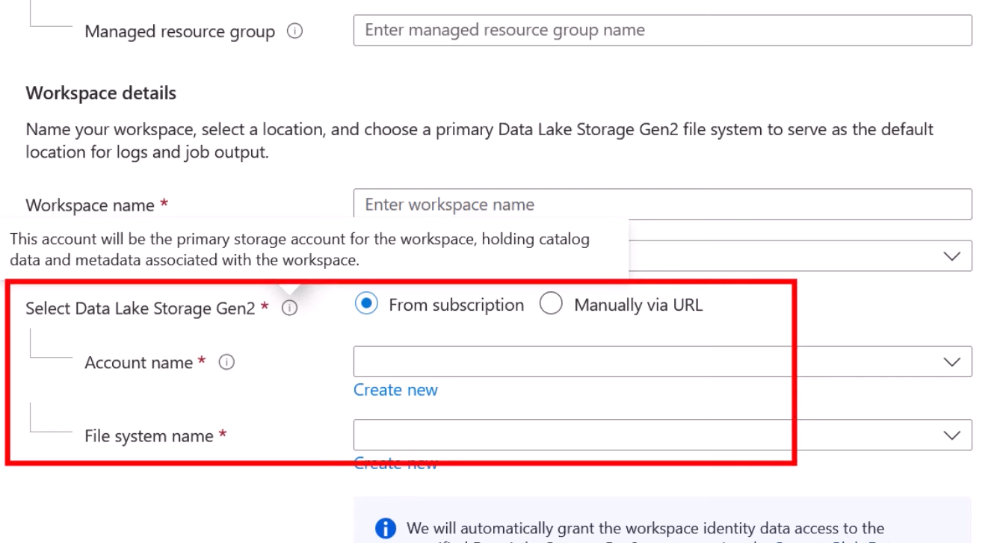 Managed resource group
Enter managed resource group name
Workspace details
Name your workspace, select a location, and choose a primary Data Lake Storage Gen2 file system to serve as the default
location for logs and job output.
Workspace name *
Enter workspace name
This account will be the primary storage account for the workspace, holding catalog
data and metadata associated with the workspace.
Select Data Lake Storage Gen2 *
From subscription
Manually via URL
Account name *
Create new
File system name *
Create new
We will automatically grant the workspace identity data access to the